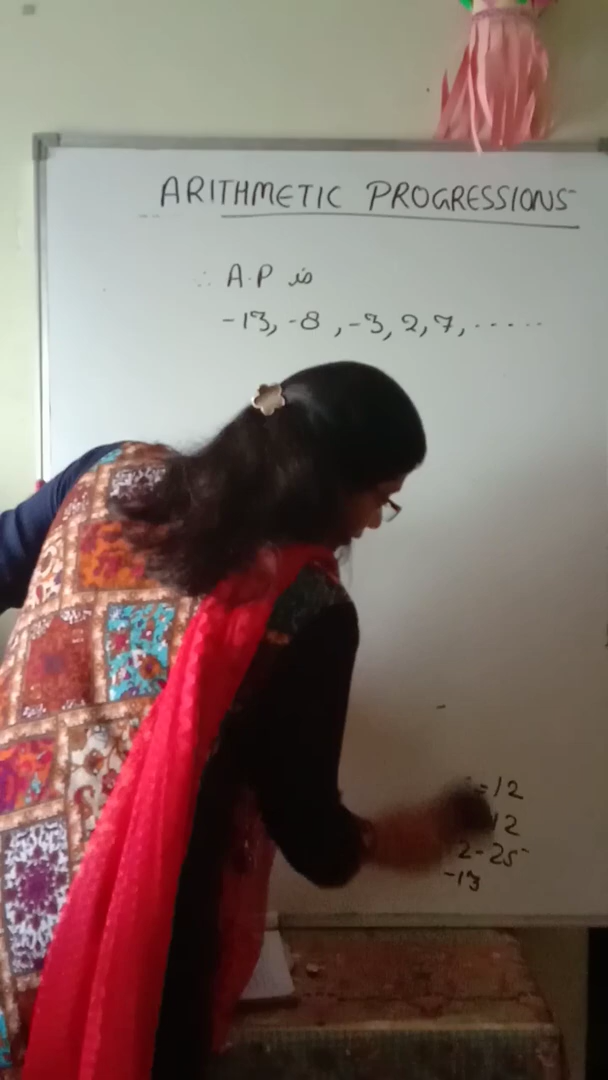 ARITHMETIC PROGRESSIONS
∴ A.P is
-13, -8, -3, 2, 7, ......
=12
12
2-25
-13